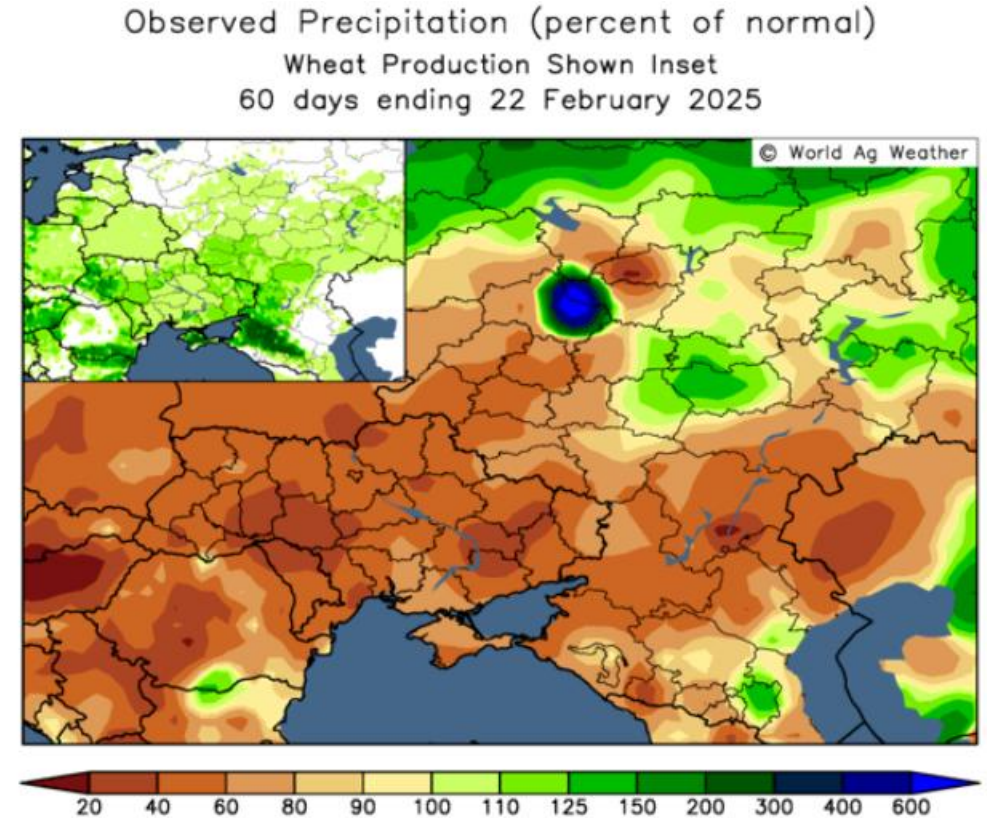 Observed Precipitation (percent of normal)
Wheat Production Shown Inset
60 days ending 22 February 2025
© World Ag Weather
20 40 60 80 90 100 110 125 150 200 300 400 600